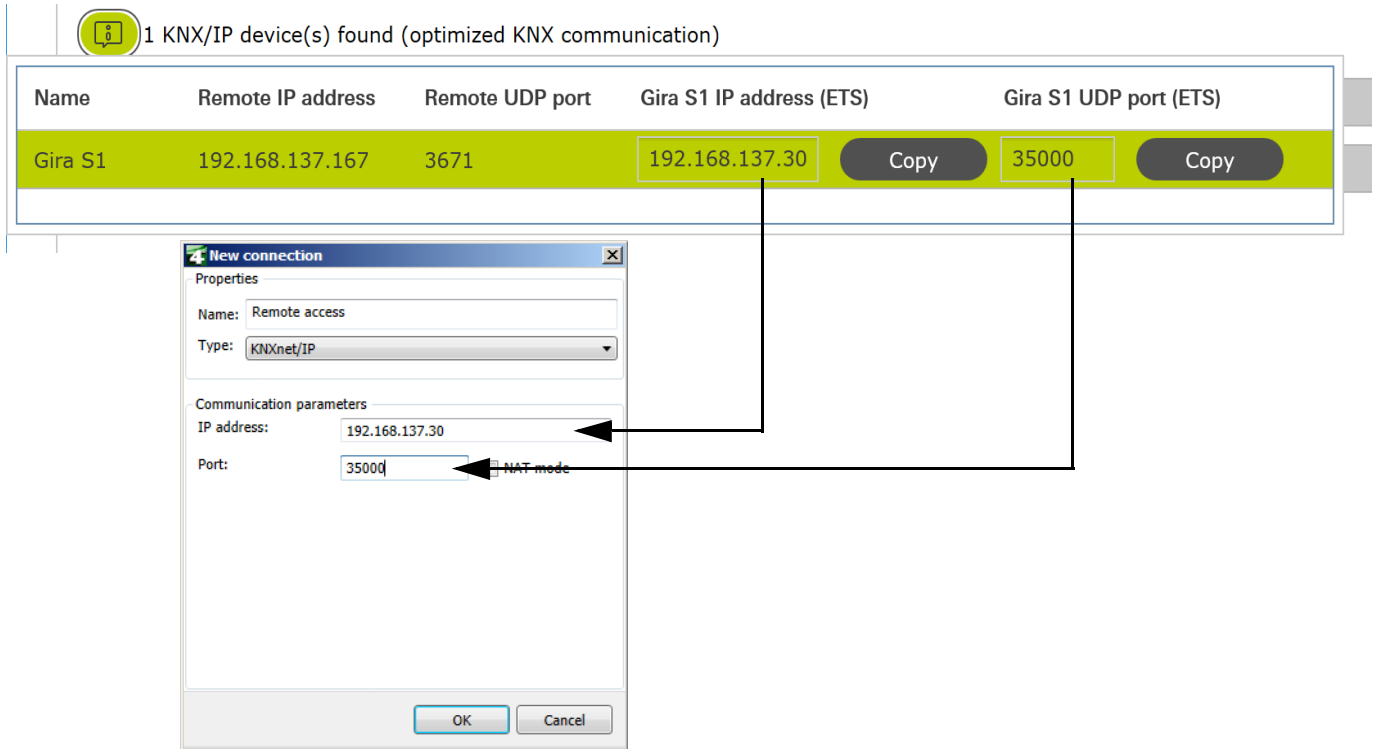 1 KNX/IP device(s) found (optimized KNX communication)
Name Remote IP address Remote UDP port Gira S1 IP address (ETS) Gira S1 UDP port (ETS)
Gira S1 192.168.137.167 3671 192.168.137.30 Copy 35000 Copy
4 New connection
Properties
Name: Remote access
Type: KNXnet/IP
Communication parameters
IP address: 192.168.137.30
Port: 35000 NAT mode
OK Cancel